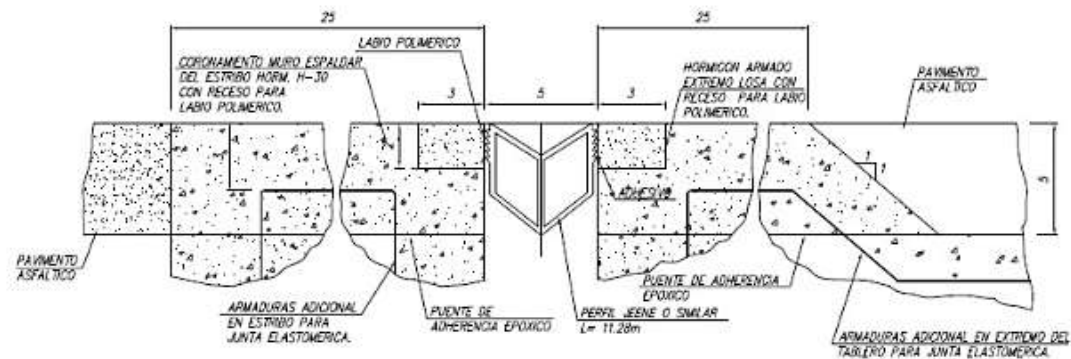 25
25
LABIO POLIMERICO
CORONAMIENTO MURO ESPALDAR
DEL ESTRIBO HORM. H-30
CON RECESO PARA
LABIO POLIMERICO.
HORMIGON ARMADO
EXTREMO LOSA CON
RECESO PARA LABIO
POLIMERICO.
PAVIMENTO
ASFALTICO
3
5
3
1
1
5
ADHESIVO
PAVIMENTO
ASFALTICO
ARMADURAS ADICIONAL
EN ESTRIBO PARA
JUNTA ELASTOMERICA.
PUENTE DE
ADHERENCIA EPOXICO
PERFIL JEENE O SIMILAR
L= 11.28m
PUENTE DE ADHERENCIA
EPOXICO
ARMADURAS ADICIONAL EN EXTREMO DEL
TABLERO PARA JUNTA ELASTOMERICA.